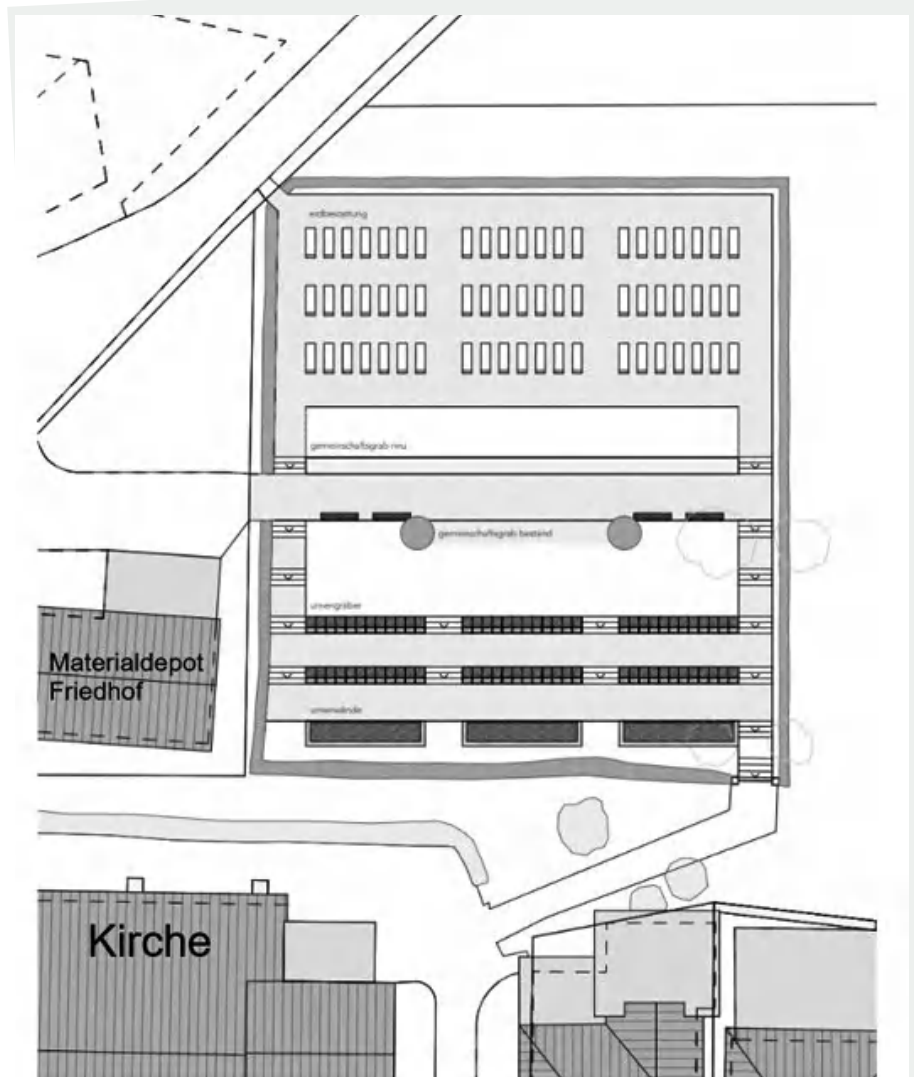 erdbestattung
gemeinschaftsgrab neu
gemeinschaftsgrab bestand
urnengräber
Materialdepot
Friedhof
urnenwände
Kirche